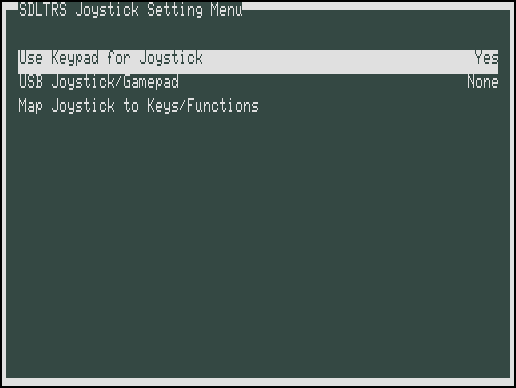 SDLTRS Joystick Setting Menu
Use Keypad for Joystick Yes
USB Joystick/Gamepad None
Map Joystick to Keys/Functions